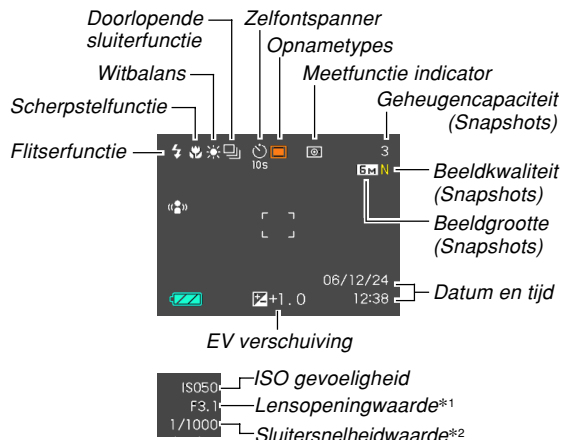 Doorlopende sluiterfunctie
Zelfontspanner
Opnametypes
Witbalans
Meetfunctie indicator
Scherpstelfunctie
Geheugencapaciteit (Snapshots)
Flitserfunctie
10s
3
6M N
Beeldkwaliteit (Snapshots)
Beeldgrootte (Snapshots)
06/12/24
12:38
Datum en tijd
+1.0
EV verschuiving
ISO50
ISO gevoeligheid
F3.1
Lensopeningwaarde*1
1/1000
Sluitersnelheidwaarde*2